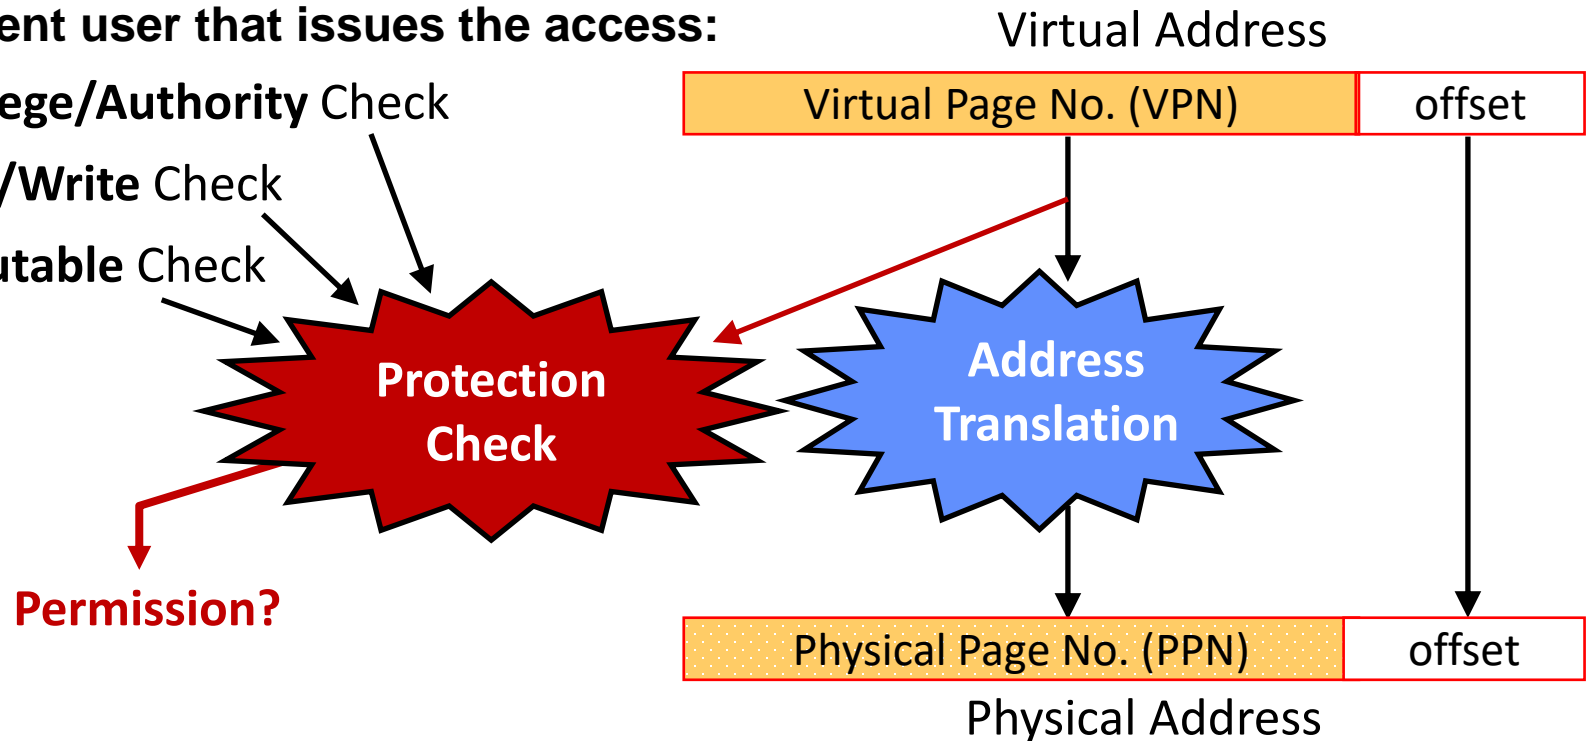 ent user that issues the access:
Virtual Address
ege/Authority Check
Virtual Page No. (VPN)
offset
/Write Check
utable Check
Protection
Check
Address
Translation
Permission?
Physical Page No. (PPN)
offset
Physical Address